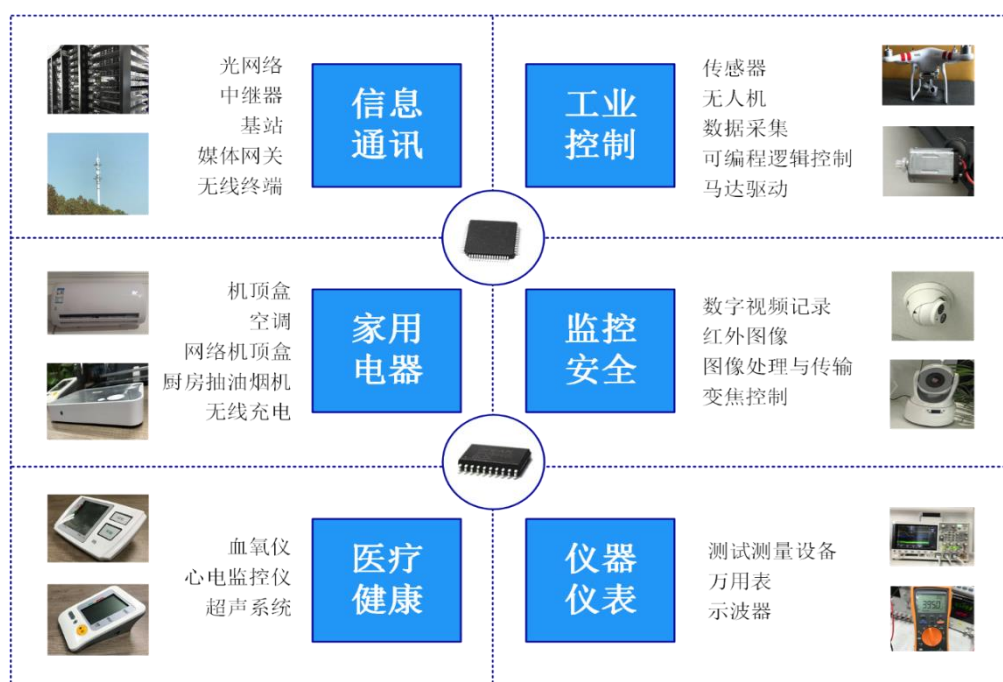 光网络
中继器
基站
媒体网关
无线终端
信息
通讯
工业
控制
传感器
无人机
数据采集
可编程逻辑控制
马达驱动
机顶盒
空调
网络机顶盒
厨房抽油烟机
无线充电
家用
电器
监控
安全
数字视频记录
红外图像
图像处理与传输
变焦控制
血氧仪
心电监控仪
超声系统
医疗
健康
仪器
仪表
测试测量设备
万用表
示波器